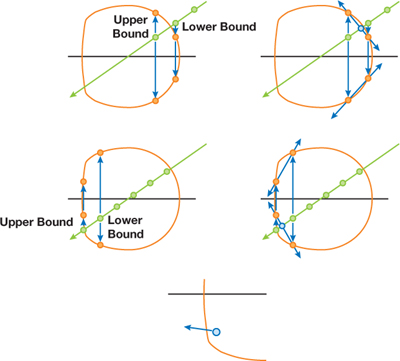 Upper
Bound
Lower Bound
Upper Bound
Lower
Bound